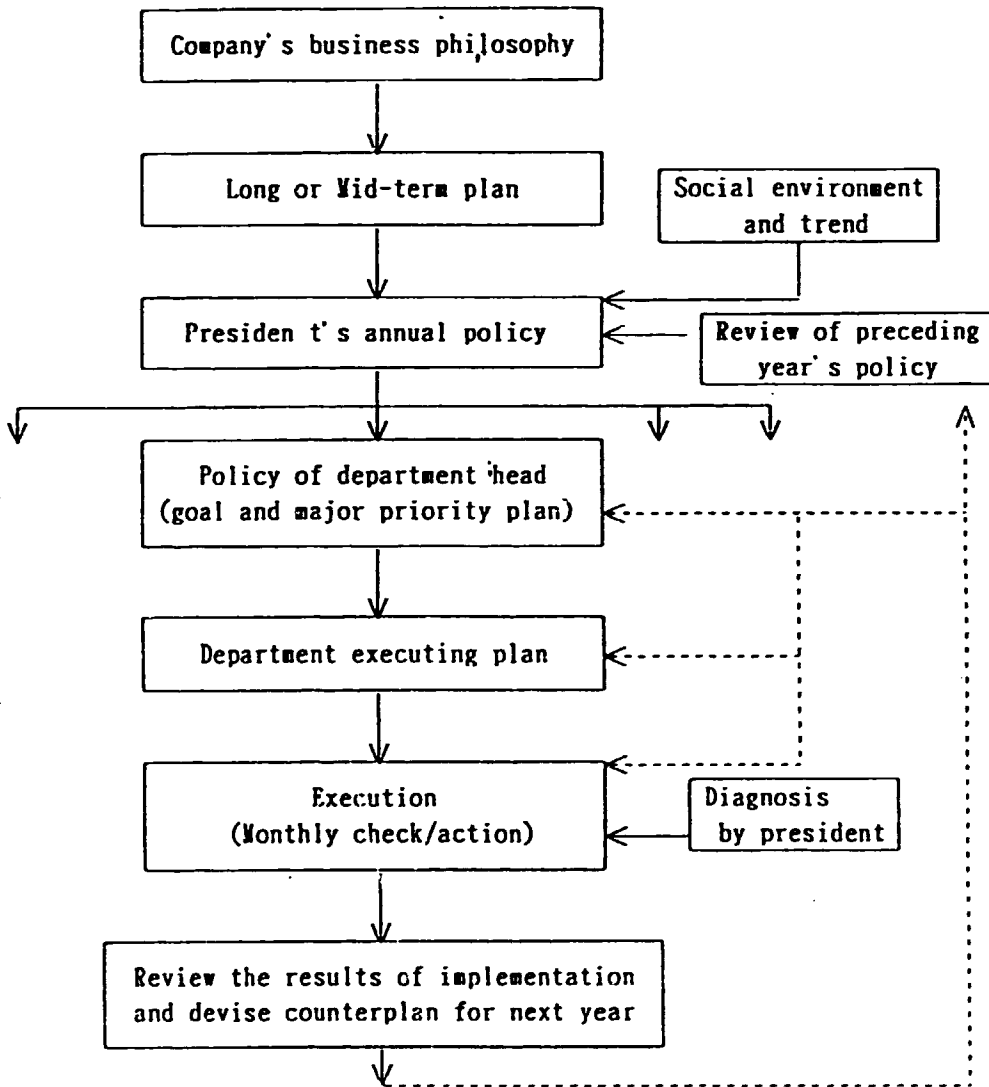 Company's business philosophy
Long or Mid-term plan
Social environment
and trend
President's annual policy
Review of preceding
year's policy
Policy of department head
(goal and major priority plan)
Department executing plan
Execution
(Monthly check/action)
Diagnosis
by president
Review the results of implementation
and devise counterplan for next year